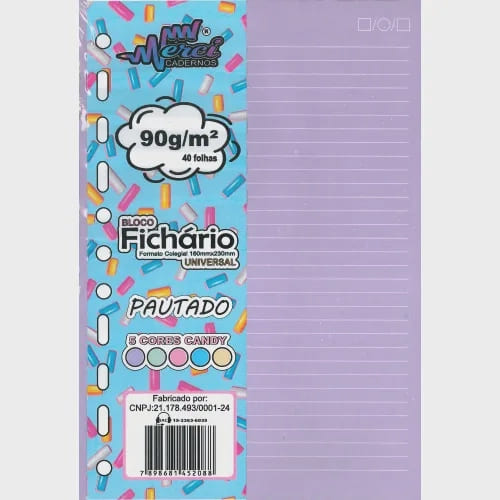 Merci®
CADERNOS
90g/m²
40 folhas
BLOCO
Fichário
Formato Colegial 160mmx230mm
UNIVERSAL
PAUTADO
5 CORES CANDY
Fabricado por:
CNPJ:21.178.493/0001-24
7 898681 452088